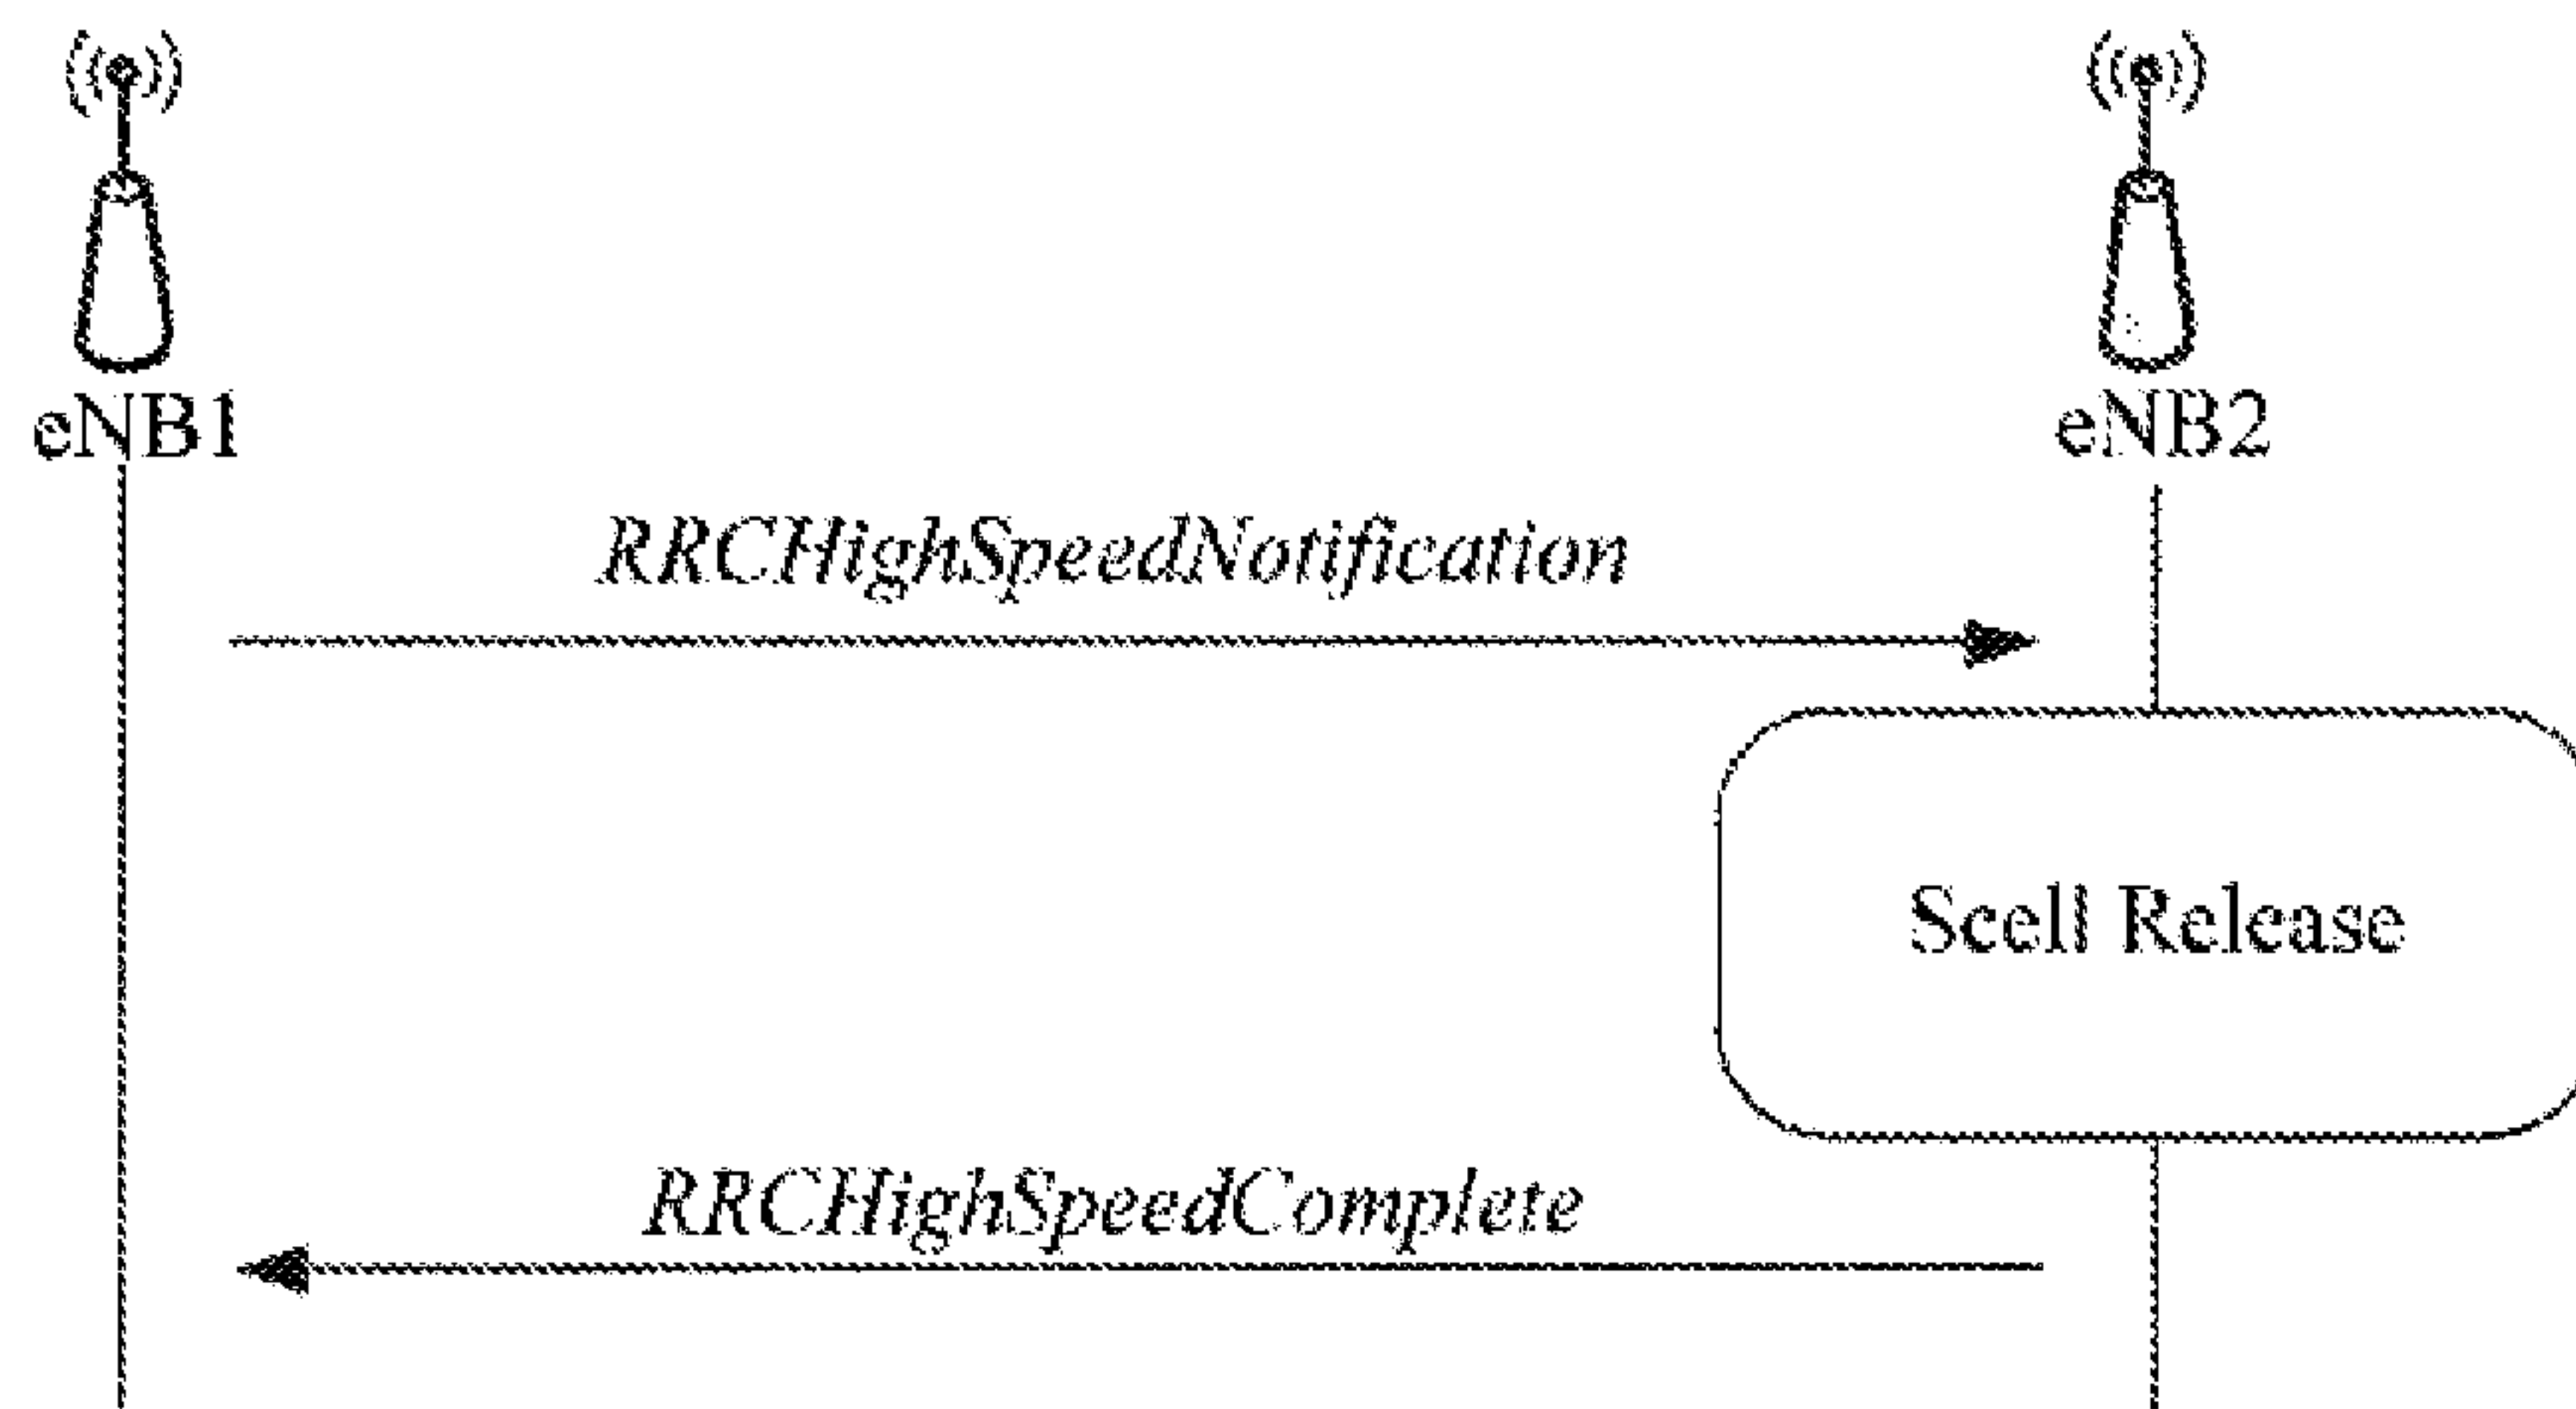 eNB1
eNB2
RRCHighSpeedNotification
Scell Release
RRCHighSpeedComplete